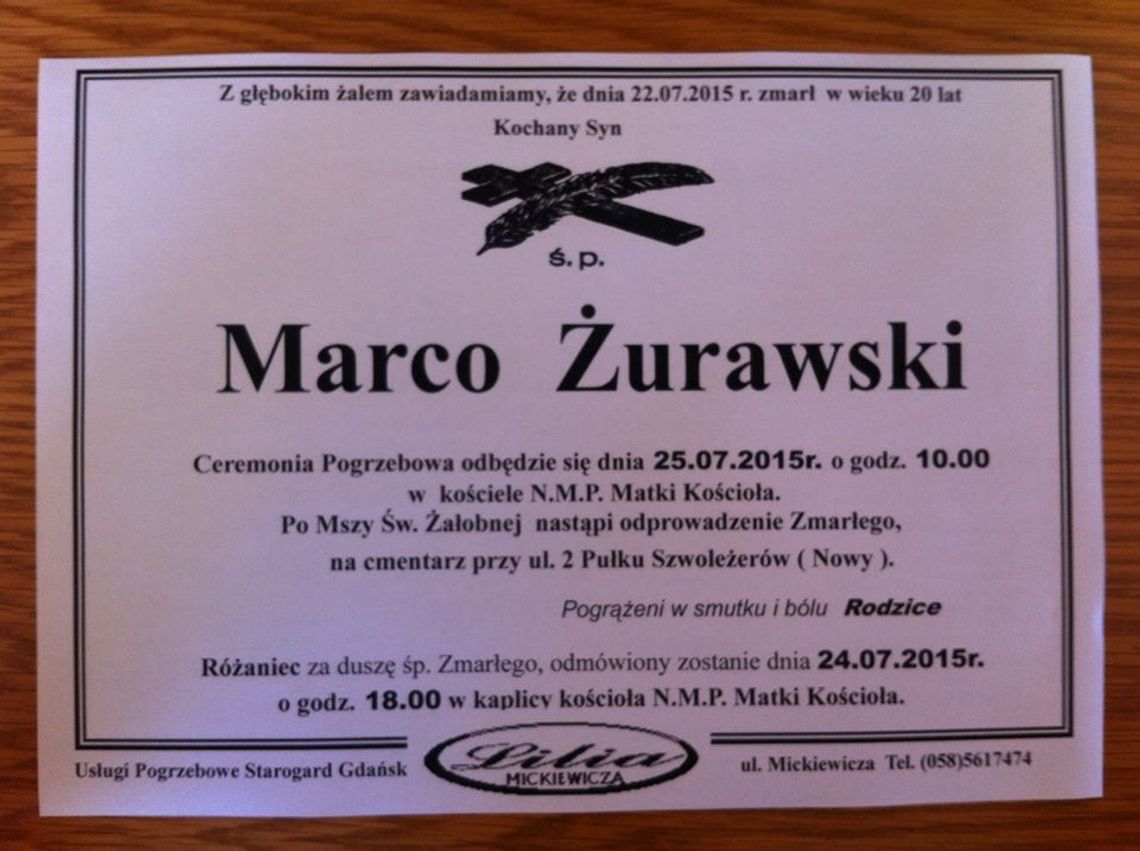 Z głębokim żalem zawiadamiamy, że dnia 22.07.2015 r. zmarł w wieku 20 lat
Kochany Syn
ś.p.
Marco Żurawski
Ceremonia Pogrzebowa odbędzie się dnia 25.07.2015r. o godz. 10.00
w kościele N.M.P. Matki Kościoła.
Po Mszy Św. Żałobnej nastąpi odprowadzenie Zmarłego,
na cmentarz przy ul. 2 Pułku Szwoleżerów ( Nowy ).
Pogrążeni w smutku i bólu Rodzice
Różaniec za duszę śp. Zmarłego, odmówiony zostanie dnia 24.07.2015r.
o godz. 18.00 w kaplicy kościoła N.M.P. Matki Kościoła.
Usługi Pogrzebowe Starogard Gdańsk
Lilia
MICKIEWICZA
ul. Mickiewicza Tel. (058)5617474